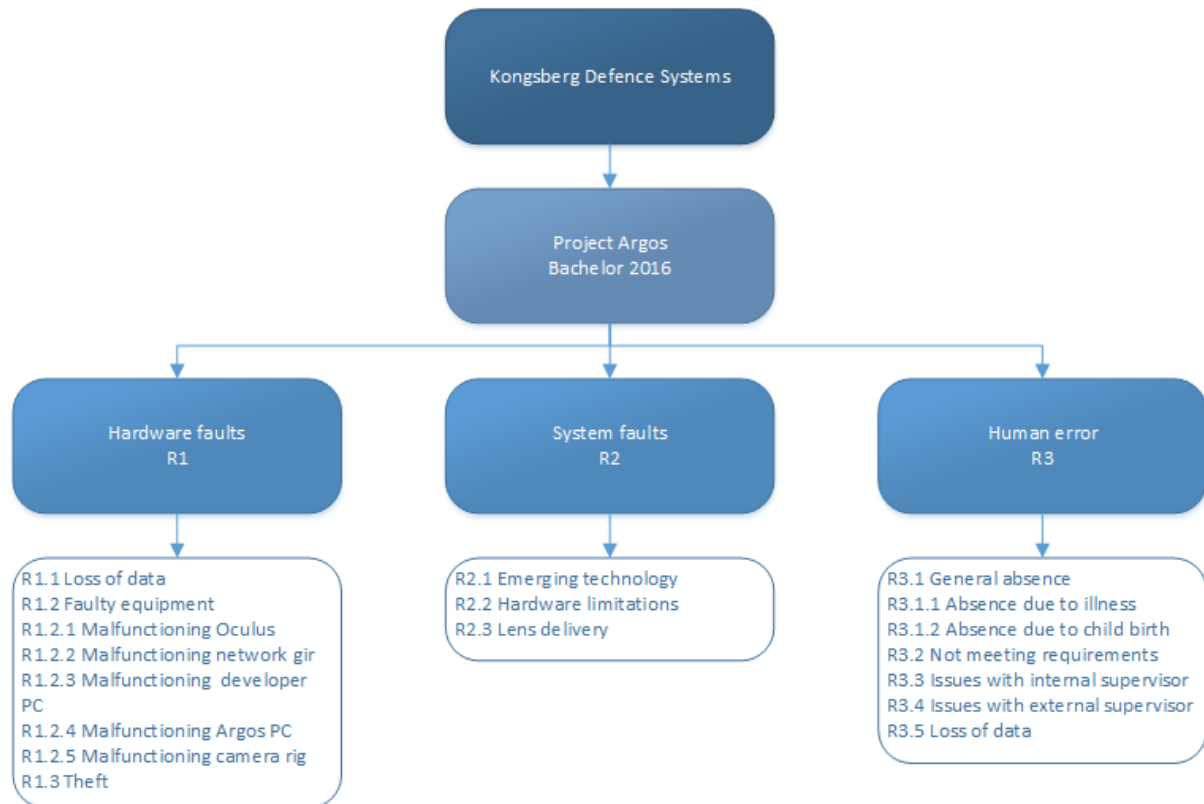 Kongsberg Defence Systems
Project Argos
Bachelor 2016
Hardware faults
R1
System faults
R2
Human error
R3
R1.1 Loss of data
R1.2 Faulty equipment
R1.2.1 Malfunctioning Oculus
R1.2.2 Malfunctioning network gir
R1.2.3 Malfunctioning developer
PC
R1.2.4 Malfunctioning Argos PC
R1.2.5 Malfunctioning camera rig
R1.3 Theft
R2.1 Emerging technology
R2.2 Hardware limitations
R2.3 Lens delivery
R3.1 General absence
R3.1.1 Absence due to illness
R3.1.2 Absence due to child birth
R3.2 Not meeting requirements
R3.3 Issues with internal supervisor
R3.4 Issues with external supervisor
R3.5 Loss of data